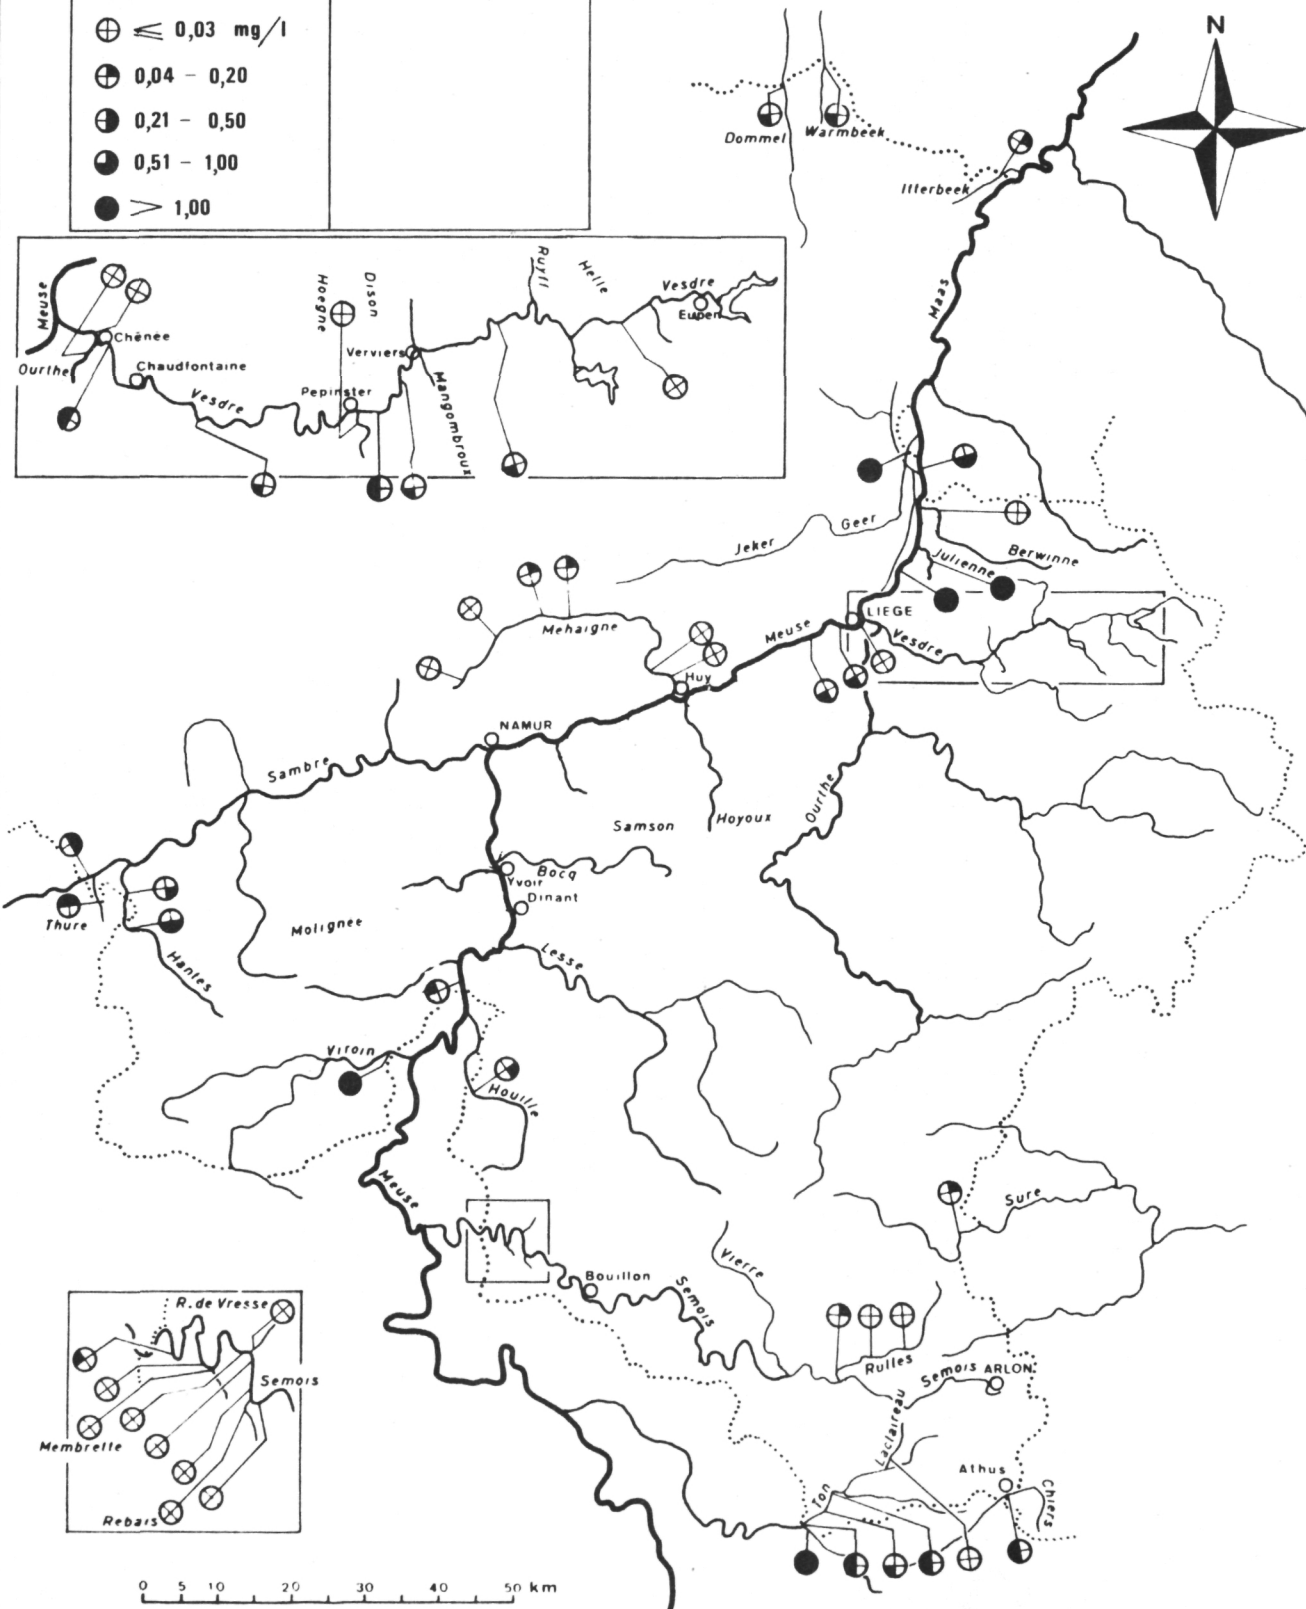 ≤ 0,03 mg/l
0,04 – 0,20
0,21 – 0,50
0,51 – 1,00
> 1,00
N
Dommel
Warmbeek
Itterbeek
Maas
Meuse
Ourthe
Chênée
Chaudfontaine
Vesdre
Hoegne
Dison
Pepinster
Verviers
Mangombroux
Ruyff
Helle
Vesdre
Eupen
Jeker
Geer
Berwinne
Julienne
LIEGE
Vesdre
Mehaigne
Meuse
Huy
NAMUR
Sambre
Samson
Hoyoux
Ourthe
Bocq
Yvoir
Dinant
Molignée
Thure
Hantes
Lesse
Viroin
Houille
Meuse
Sure
Vierre
Bouillon
Semois
Rulles
Semois
ARLON
R. de Vresse
Semois
Membrette
Rebais
Laclaireau
Ton
Athus
Chiers
0 5 10 20 30 40 50 km